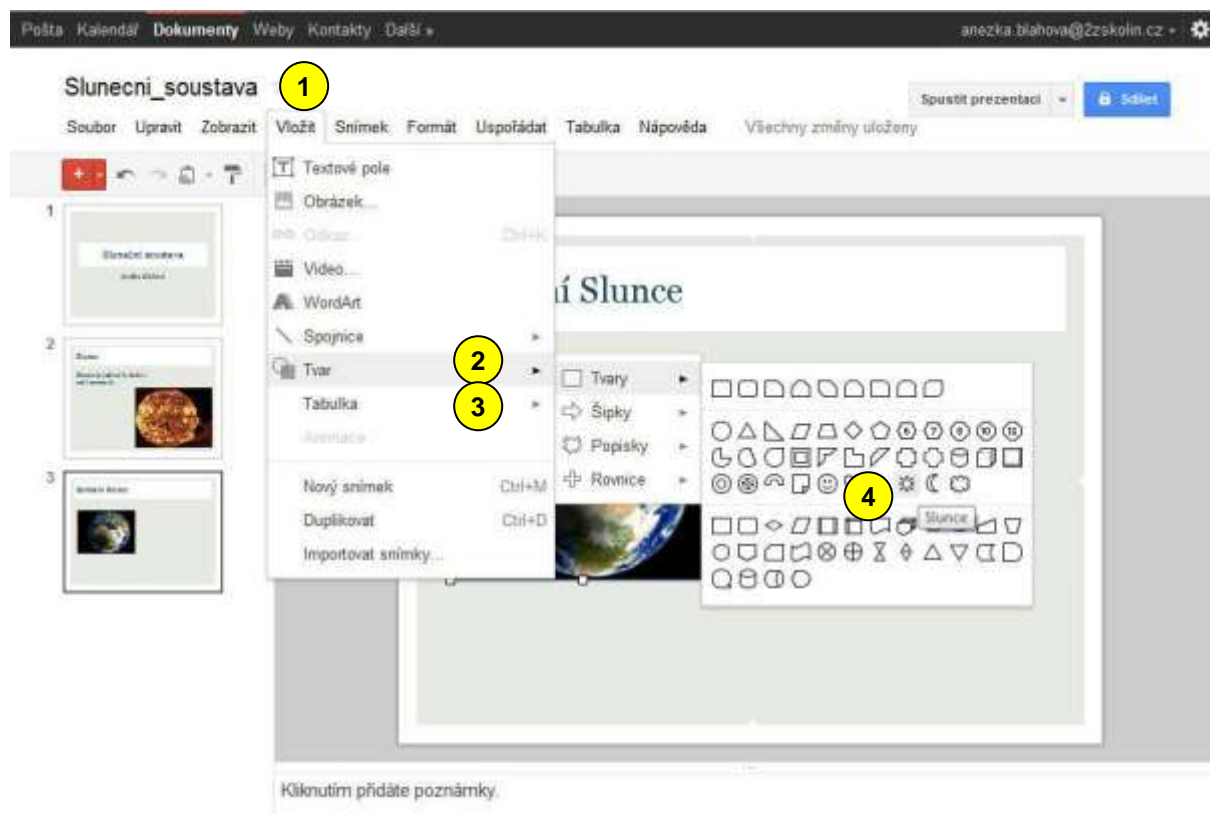 Pošta Kalendář Dokumenty Weby Kontakty Další » anezka.blahova@2zskolin.cz
Slunecni_soustava
1
Spustit prezentaci Sdílet
Soubor Upravit Zobrazit Vložit Snímek Formát Uspořádat Tabulka Nápověda Všechny změny uloženy
Textové pole
Obrázek...
Odkaz... Ctrl+K
Video...
WordArt
Spojnice
Tvar
2
Tabulka
3
Animace
Nový snímek Ctrl+M
Duplikovat Ctrl+D
Importovat snímky...
Tvary
Šipky
Popisky
Rovnice
4
Slunce
í Slunce
1
Sluneční soustava
2
Slunce
3
Kliknutím přidáte poznámky.